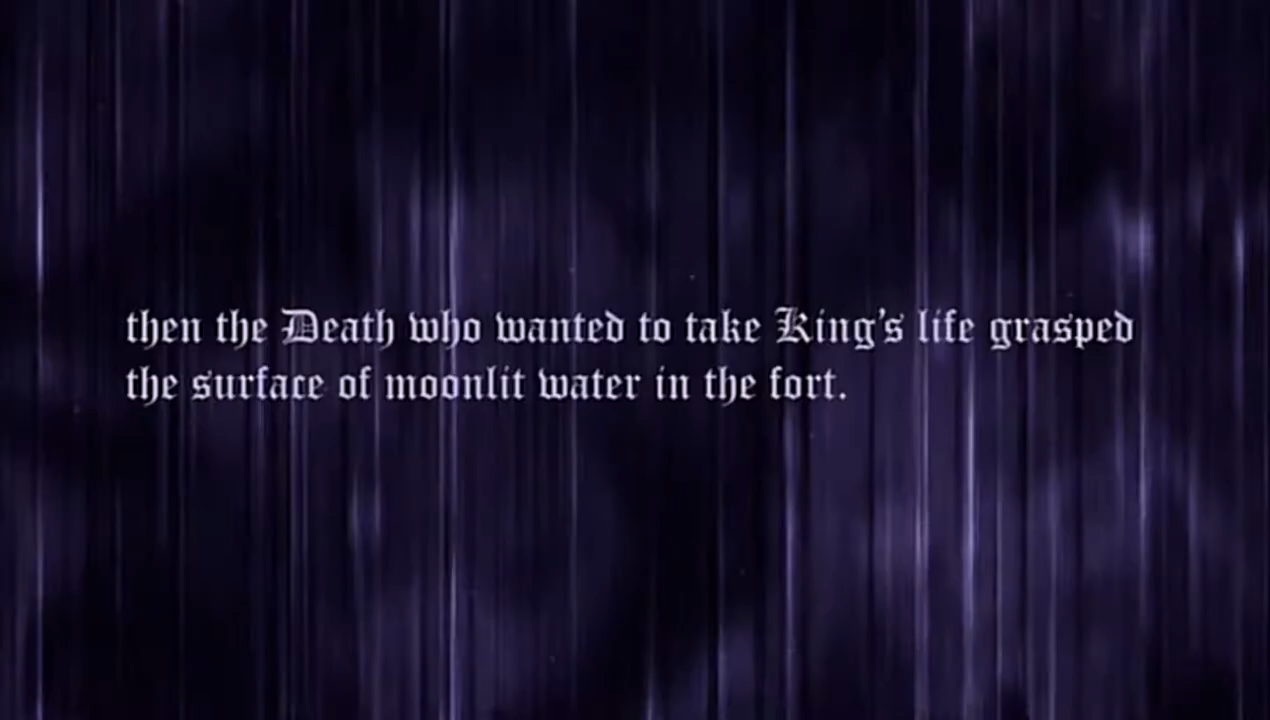 then the Death who wanted to take King's life grasped
the surface of moonlit water in the fort.